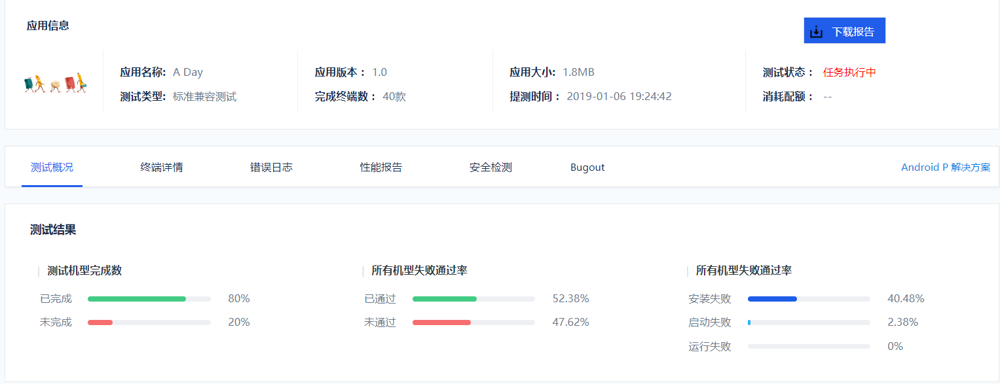 应用信息
下载报告
应用名称: A Day
应用版本： 1.0
应用大小: 1.8MB
测试状态： 任务执行中
测试类型: 标准兼容测试
完成终端数： 40款
提测时间： 2019-01-06 19:24:42
消耗配额： --
测试概况
终端详情
错误日志
性能报告
安全检测
Bugout
Android P 解决方案
测试结果
测试机型完成数
已完成 80%
未完成 20%
所有机型失败通过率
已通过 52.38%
未通过 47.62%
所有机型失败通过率
安装失败 40.48%
启动失败 2.38%
运行失败 0%